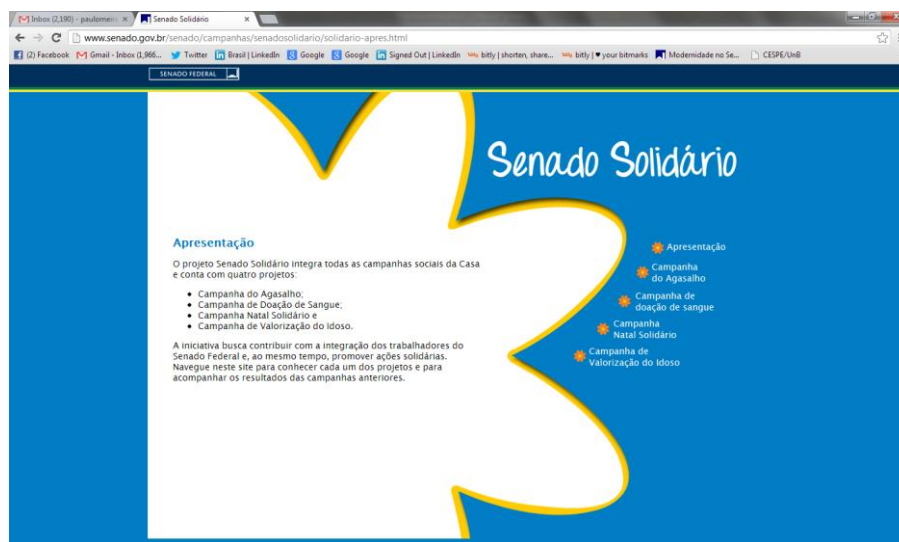 Inbox (2,190) - paulomeir
Senado Solidário
www.senado.gov.br/senado/campanhas/senadosolidario/solidario-apres.html
(2) Facebook
Gmail - Inbox (1,966...
Twitter
Brasil | LinkedIn
Google
Google
Signed Out | LinkedIn
bitly | shorten, share...
bitly | ♥ your bitmarks
Modernidade no Se...
CESPE/UnB
SENADO FEDERAL
Senado Solidário
Apresentação
O projeto Senado Solidário integra todas as campanhas sociais da Casa
e conta com quatro projetos:
• Campanha do Agasalho;
• Campanha de Doação de Sangue;
• Campanha Natal Solidário e
• Campanha de Valorização do Idoso.
A iniciativa busca contribuir com a integração dos trabalhadores do
Senado Federal e, ao mesmo tempo, promover ações solidárias.
Navegue neste site para conhecer cada um dos projetos e para
acompanhar os resultados das campanhas anteriores.
Apresentação
Campanha
do Agasalho
Campanha de
doação de sangue
Campanha
Natal Solidário
Campanha de
Valorização do Idoso